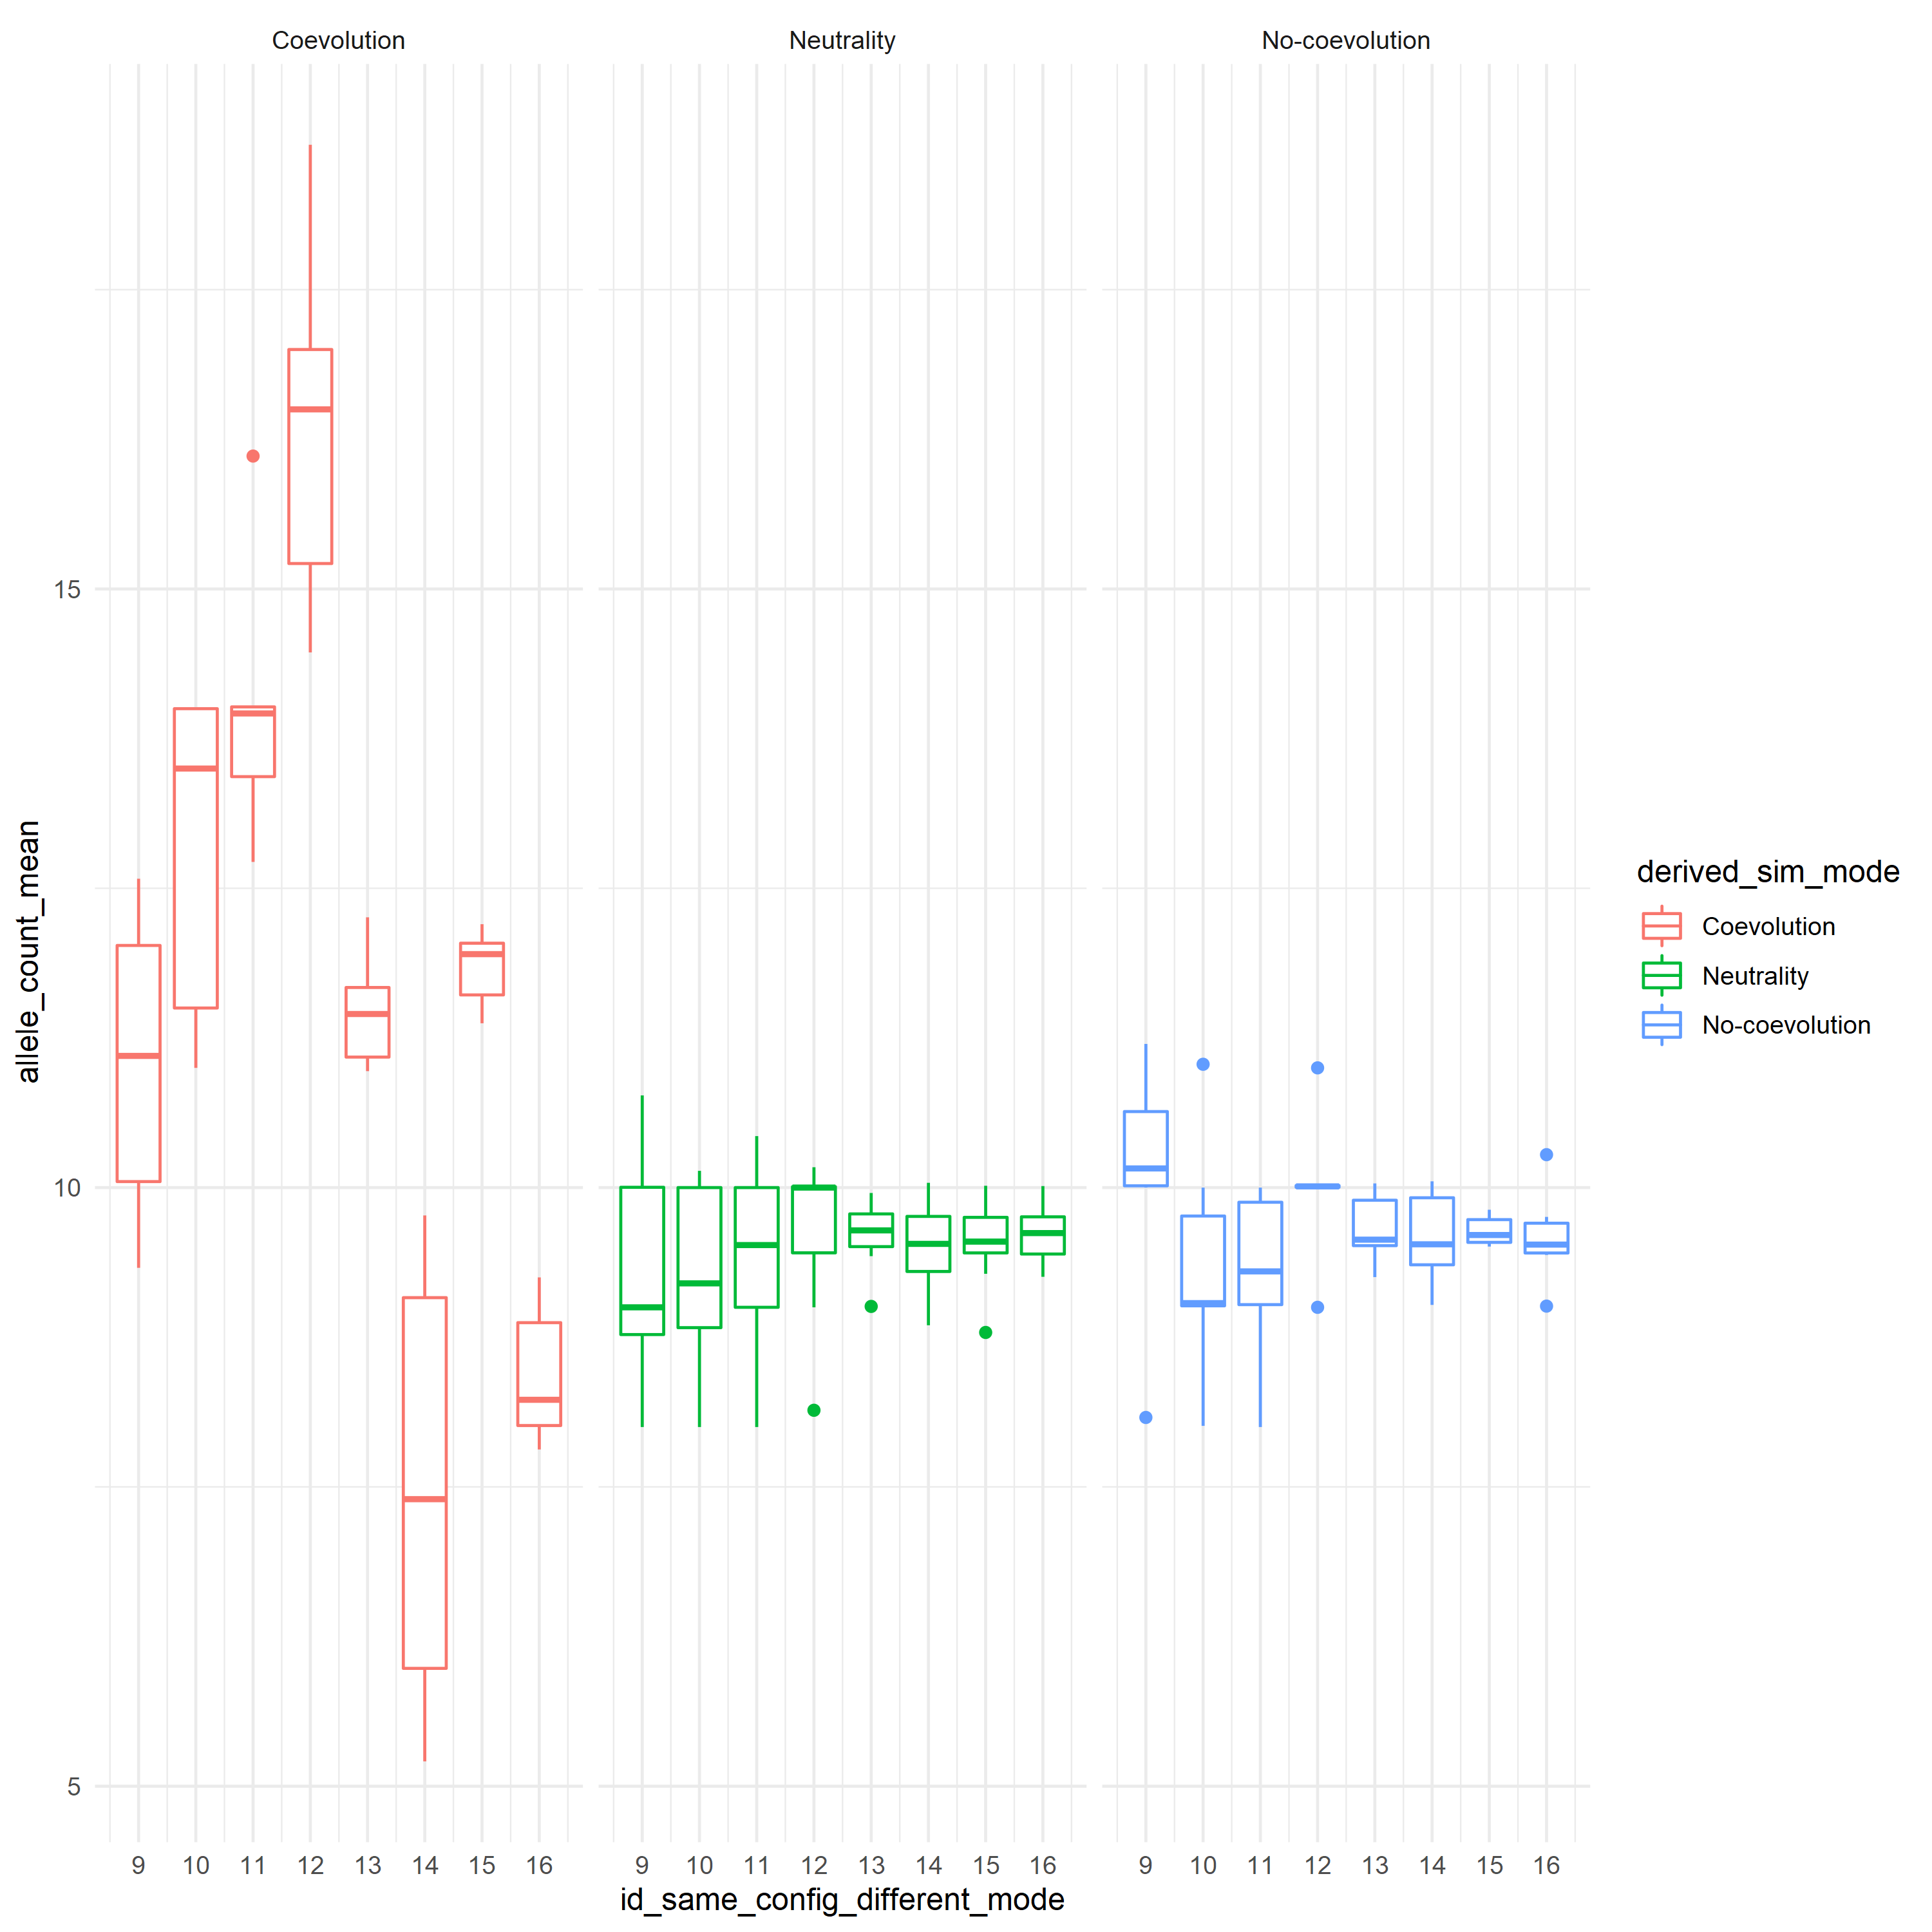 Coevolution Neutrality No-coevolution
allele_count_mean
15
10
5
9 10 11 12 13 14 15 16 9 10 11 12 13 14 15 16 9 10 11 12 13 14 15 16
id_same_config_different_mode
derived_sim_mode
Coevolution
Neutrality
No-coevolution